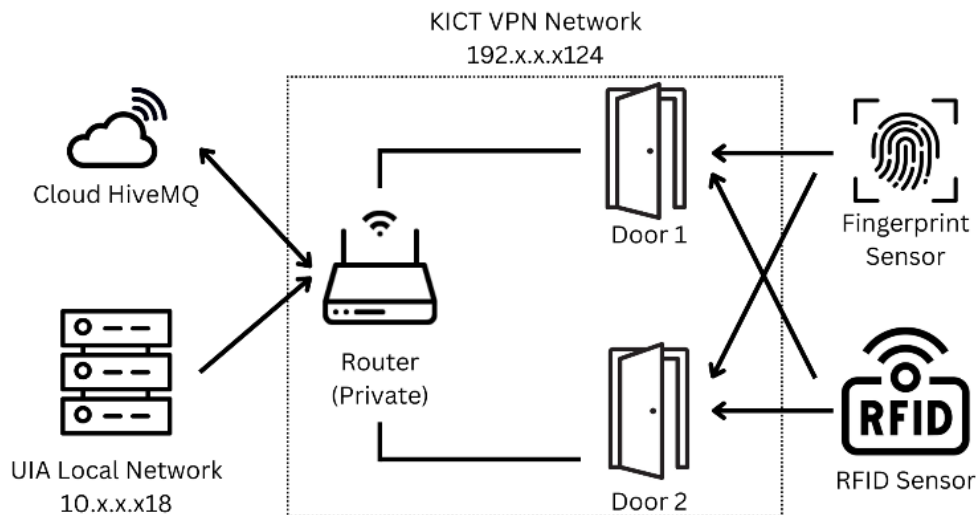 KICT VPN Network
192.x.x.x124
Cloud HiveMQ
Door 1
Fingerprint
Sensor
Router
(Private)
RFID
UIA Local Network
10.x.x.x18
Door 2
RFID Sensor